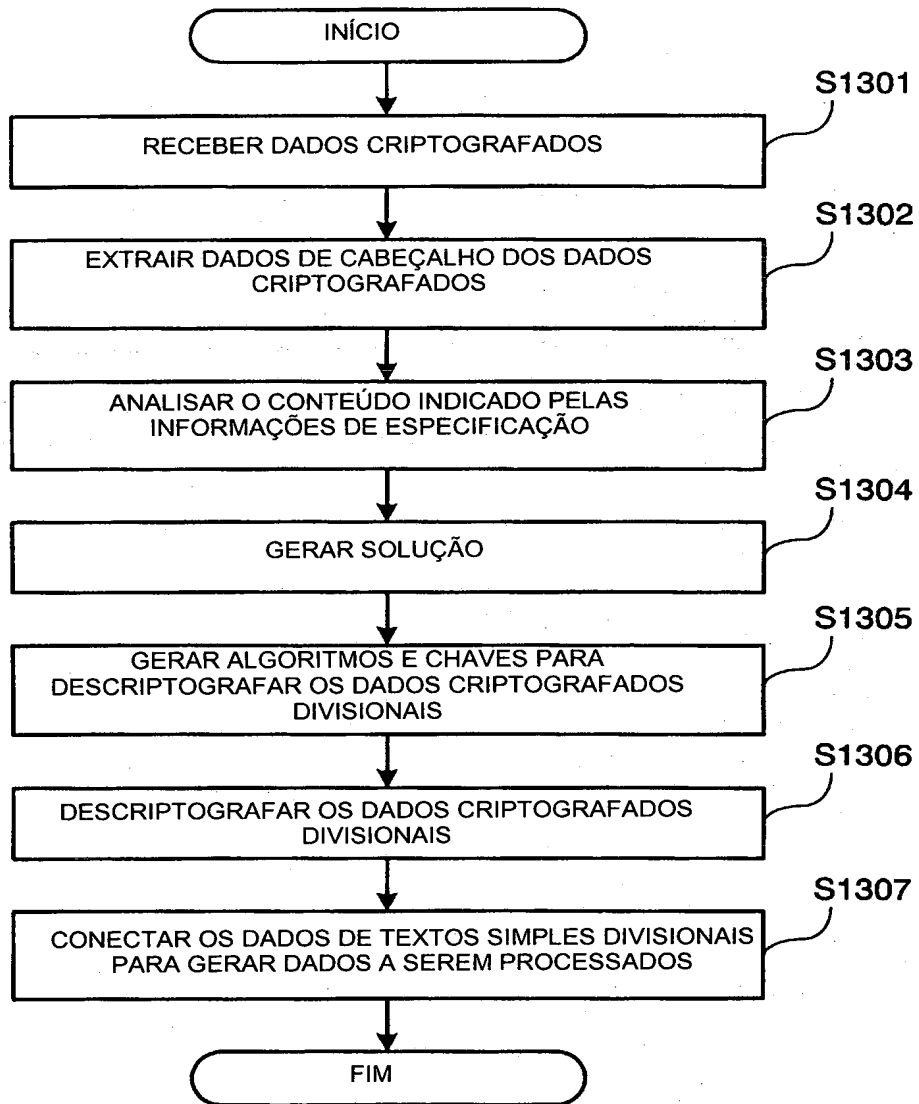 INÍCIO
S1301
RECEBER DADOS CRIPTOGRAFADOS
S1302
EXTRAIR DADOS DE CABEÇALHO DOS DADOS
CRIPTOGRAFADOS
S1303
ANALISAR O CONTEÚDO INDICADO PELAS
INFORMAÇÕES DE ESPECIFICAÇÃO
S1304
GERAR SOLUÇÃO
S1305
GERAR ALGORITMOS E CHAVES PARA
DESCRIPTOGRAFAR OS DADOS CRIPTOGRAFADOS
DIVISIONAIS
S1306
DESCRIPTOGRAFAR OS DADOS CRIPTOGRAFADOS
DIVISIONAIS
S1307
CONECTAR OS DADOS DE TEXTOS SIMPLES DIVISIONAIS
PARA GERAR DADOS A SEREM PROCESSADOS
FIM